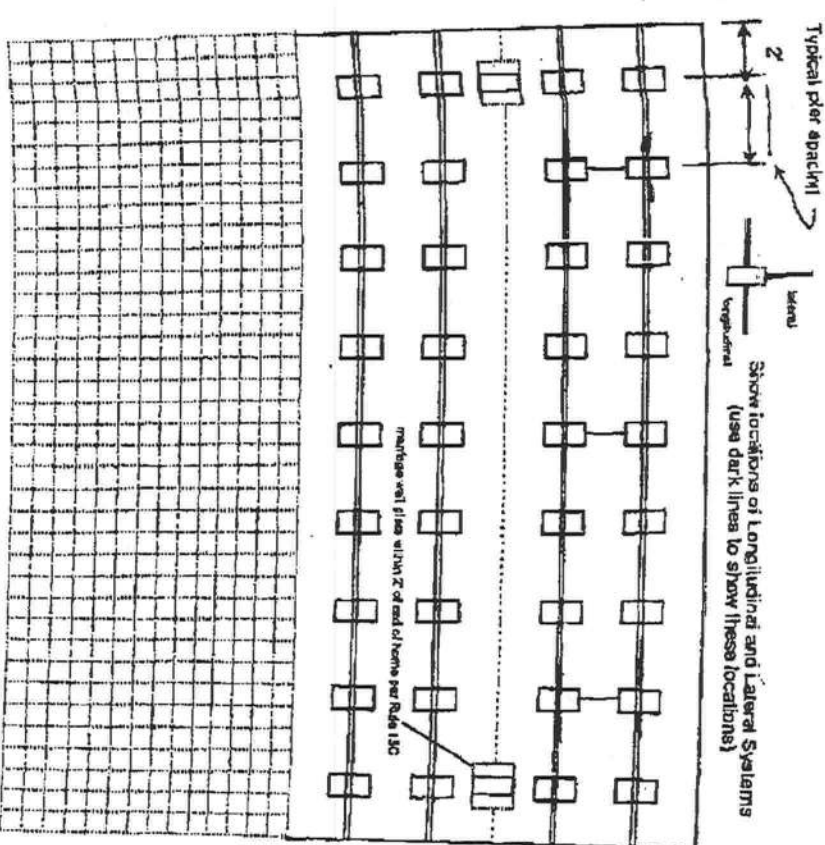 Typical pier spacing
2'
lateral
longitudinal
Show locations of Longitudinal and Lateral Systems
(use dark lines to show these locations)
marriage wall piers within 2' of end of home per Rule 15C